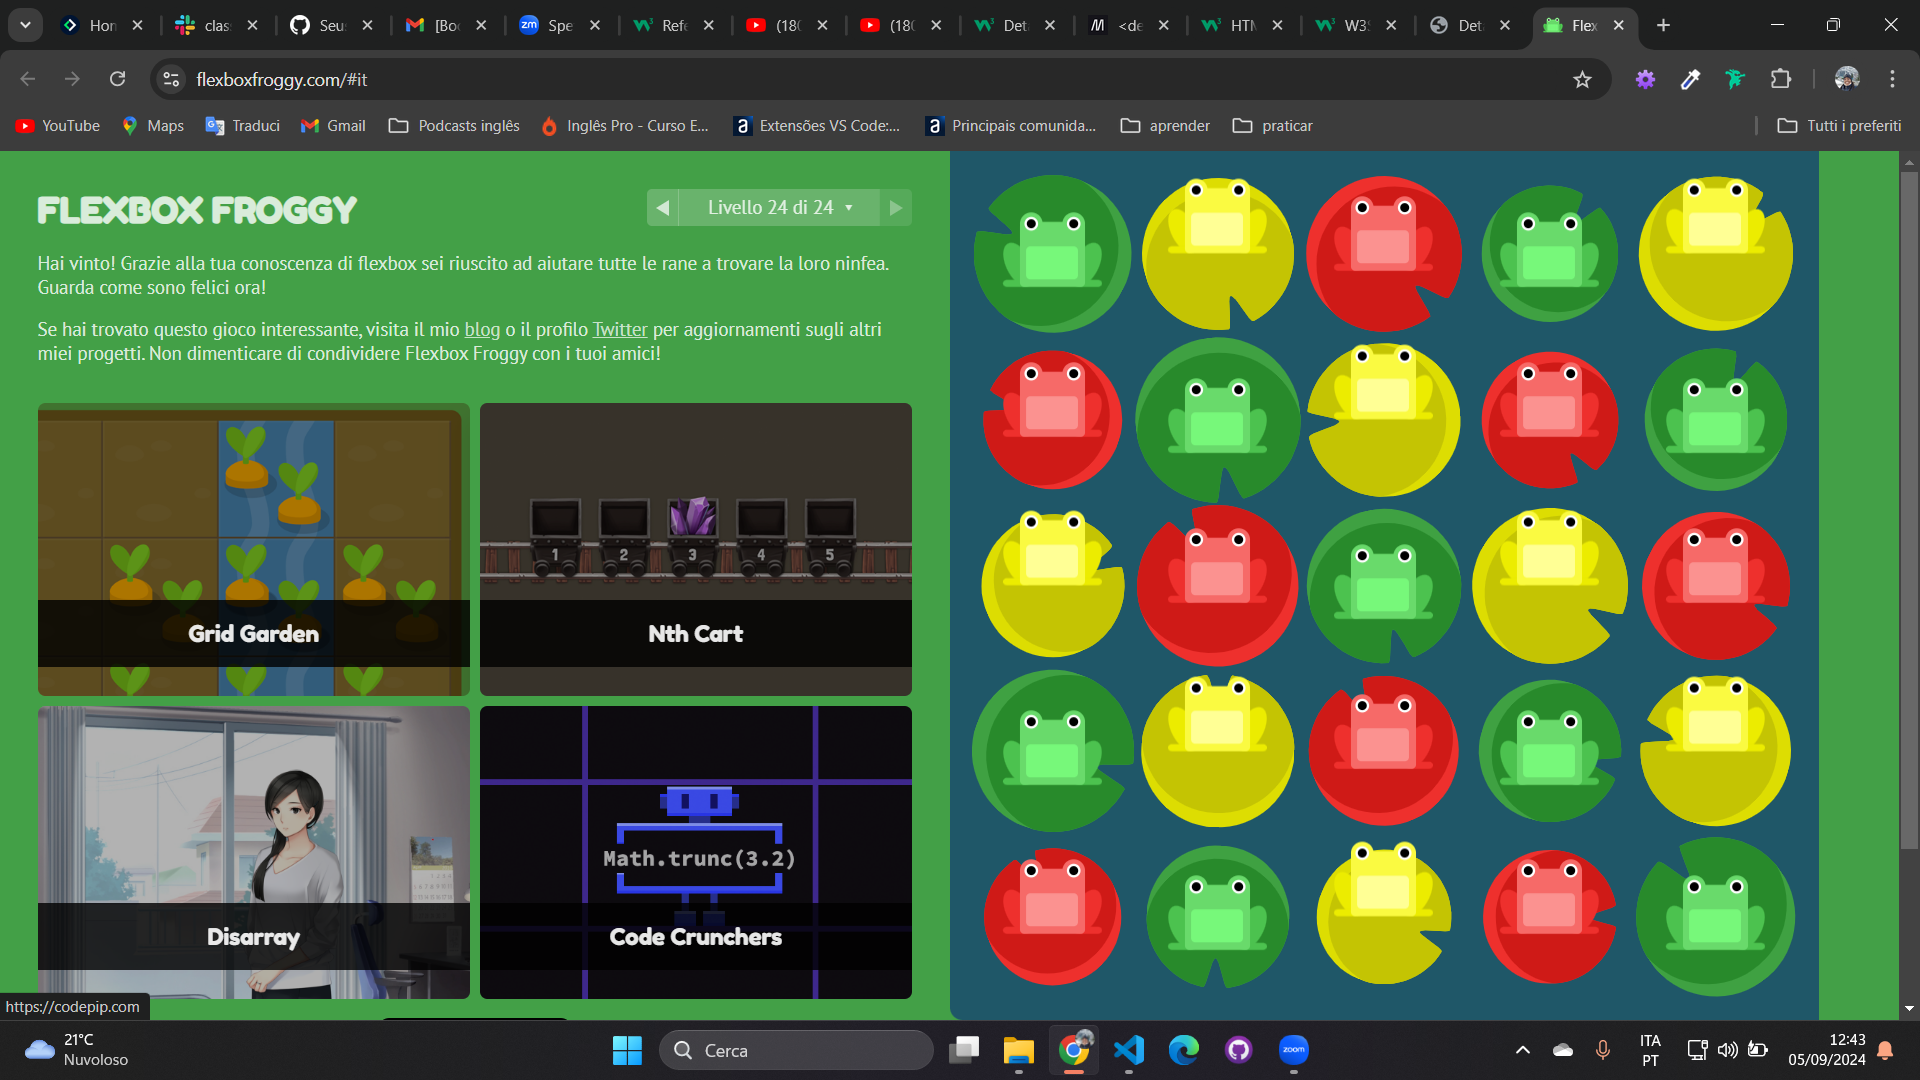 Hon
clas
Seu
[Boo
Spe
Refe
(180
(180
Det
<de
HTM
W3S
Det
Flex
flexboxfroggy.com/#it
YouTube
Maps
Traduci
Gmail
Podcasts inglês
Inglês Pro - Curso E...
Extensões VS Code:...
Principais comunida...
aprender
praticar
Tutti i preferiti
FLEXBOX FROGGY
Livello 24 di 24
Hai vinto! Grazie alla tua conoscenza di flexbox sei riuscito ad aiutare tutte le rane a trovare la loro ninfea.
Guarda come sono felici ora!
Se hai trovato questo gioco interessante, visita il mio blog o il profilo Twitter per aggiornamenti sugli altri
miei progetti. Non dimenticare di condividere Flexbox Froggy con i tuoi amici!
Grid Garden
1 2 3 4 5
Nth Cart
Disarray
Math.trunc(3.2)
Code Crunchers
https://codepip.com
21°C
Nuvoloso
Cerca
zoom
ITA
PT
12:43
05/09/2024